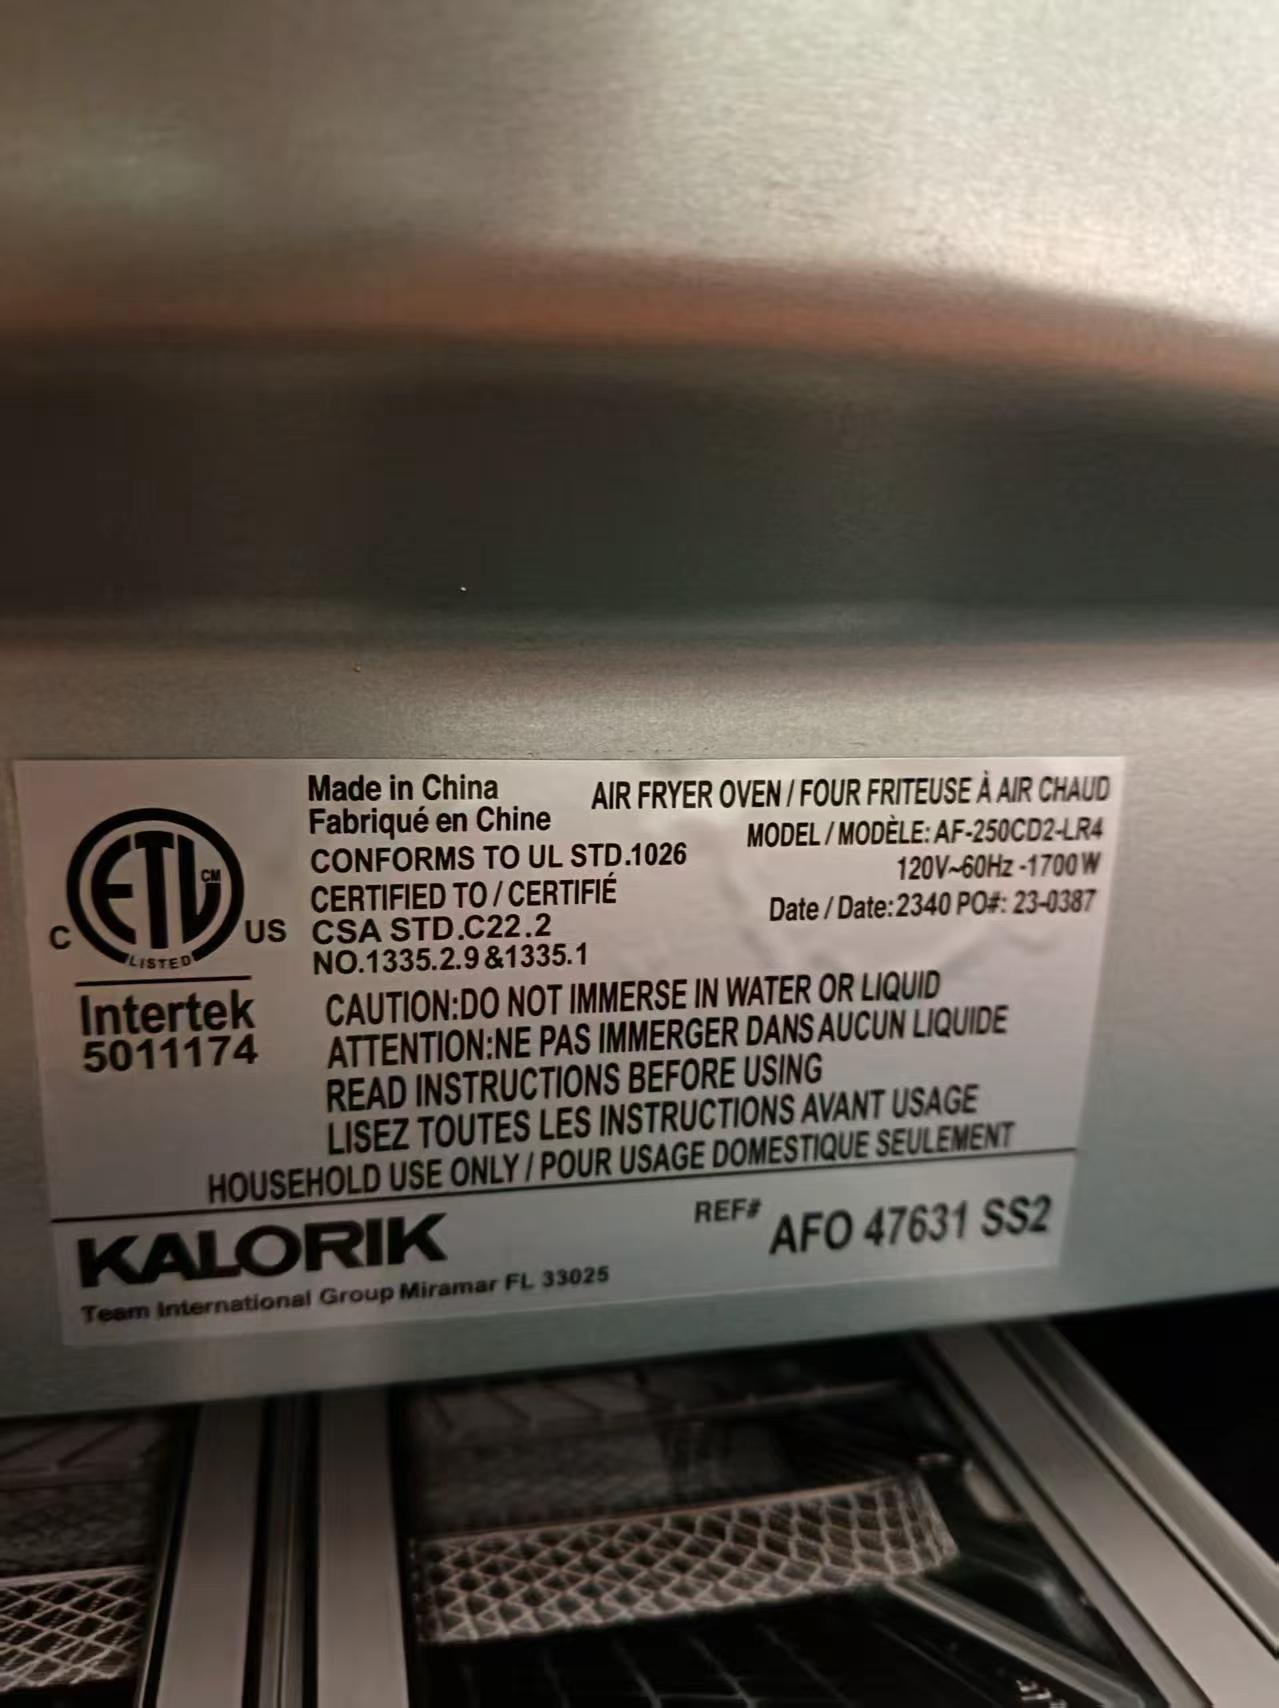 Made in China
Fabriqué en Chine
CONFORMS TO UL STD.1026
CERTIFIED TO / CERTIFIÉ
CSA STD.C22.2
NO.1335.2.9 &1335.1
AIR FRYER OVEN / FOUR FRITEUSE À AIR CHAUD
MODEL / MODÈLE: AF-250CD2-LR4
120V~60Hz -1700W
Date / Date: 2340 PO#: 23-0387
ETL CM
C US
LISTED
Intertek
5011174
CAUTION:DO NOT IMMERSE IN WATER OR LIQUID
ATTENTION:NE PAS IMMERGER DANS AUCUN LIQUIDE
READ INSTRUCTIONS BEFORE USING
LISEZ TOUTES LES INSTRUCTIONS AVANT USAGE
HOUSEHOLD USE ONLY / POUR USAGE DOMESTIQUE SEULEMENT
KALORIK
Team International Group Miramar FL 33025
REF# AFO 47631 SS2